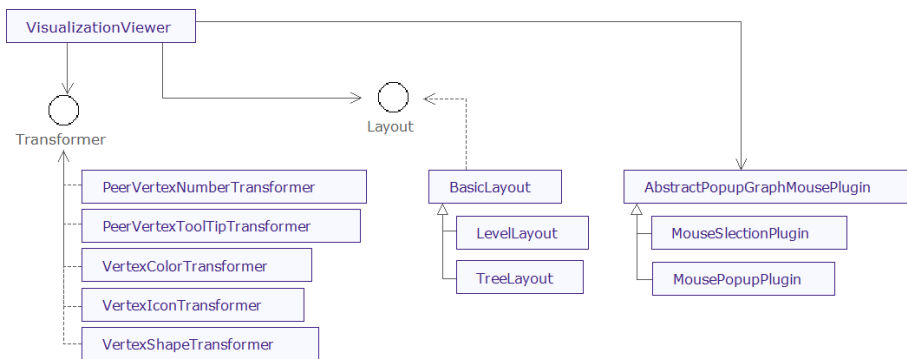 VisualizationViewer
Transformer
Layout
PeerVertexNumberTransformer
PeerVertexToolTipTransformer
VertexColorTransformer
VertexIconTransformer
VertexShapeTransformer
BasicLayout
LevelLayout
TreeLayout
AbstractPopupGraphMousePlugin
MouseSlectionPlugin
MousePopupPlugin